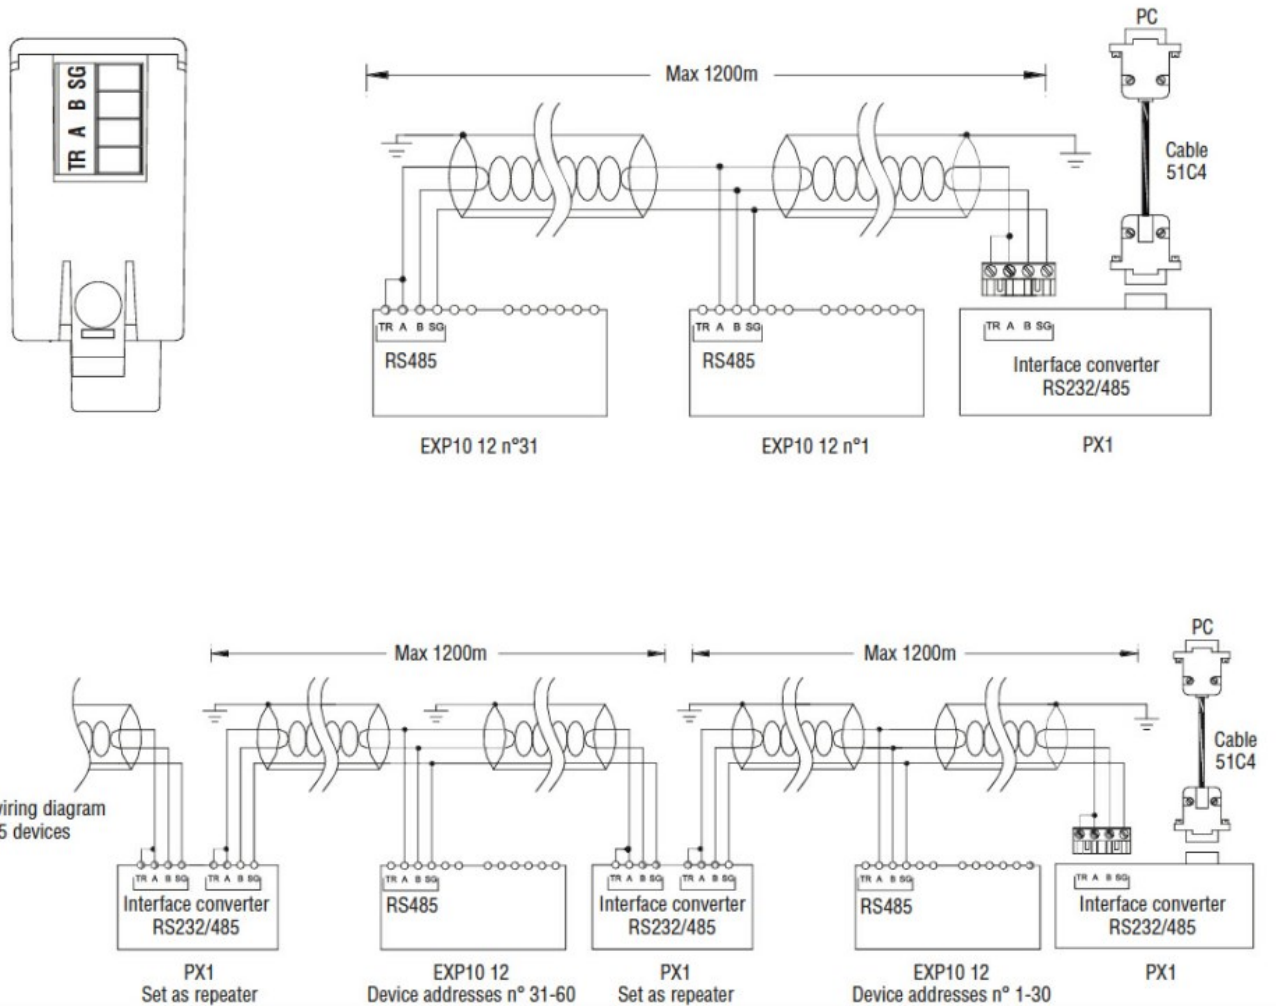 TR A B SG
PC
Max 1200m
Cable
51C4
TR A B SG
RS485
TR A B SG
RS485
TR A B SG
Interface converter
RS232/485
EXP10 12 n°31
EXP10 12 n°1
PX1
PC
Max 1200m
Max 1200m
Cable
51C4
iring diagram
5 devices
TR A B SG
TR A B SG
Interface converter
RS232/485
TR A B SG
RS485
TR A B SG
TR A B SG
Interface converter
RS232/485
TR A B SG
RS485
TR A B SG
Interface converter
RS232/485
PX1
Set as repeater
EXP10 12
Device addresses n° 31-60
PX1
Set as repeater
EXP10 12
Device addresses n° 1-30
PX1